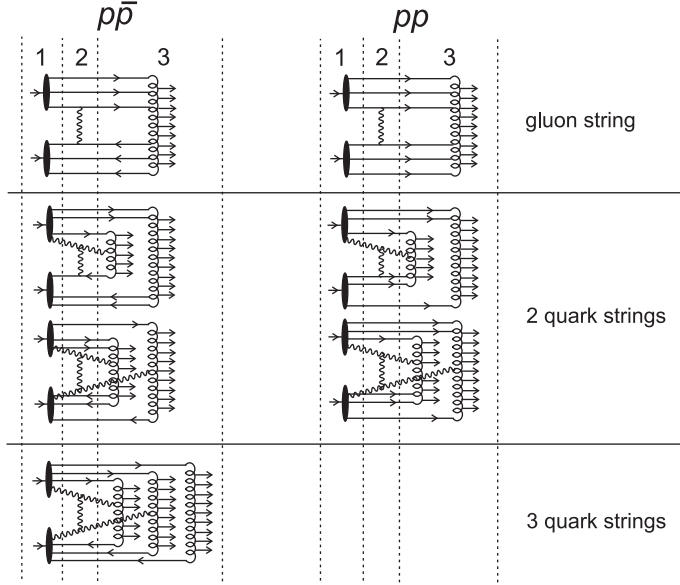 pp̄ pp
1 2 3 1 2 3
gluon string
2 quark strings
3 quark strings